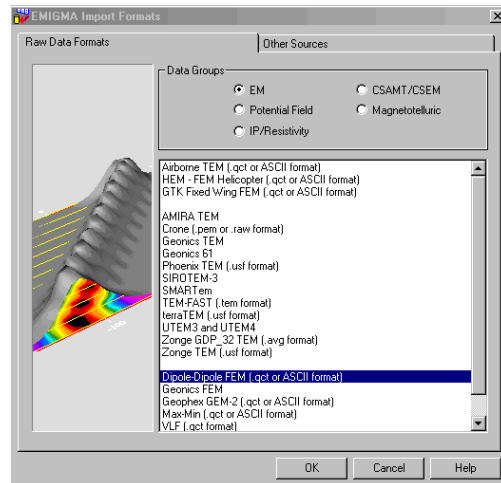 EMIGMA Import Formats
Raw Data Formats
Other Sources
Data Groups
EM
CSAMT/CSEM
Potential Field
Magnetotelluric
IP/Resistivity
Airborne TEM (.qct or ASCII format)
HEM - FEM Helicopter (.qct or ASCII format)
GTK Fixed Wing FEM (.qct or ASCII format)
AMIRA TEM
Crone (.pem or .raw format)
Geonics TEM
Geonics 61
Phoenix TEM (.usf format)
SIROTEM-3
SMARTem
TEM-FAST (.tem format)
terraTEM (.usf format)
UTEM3 and UTEM4
Zonge GDP_32 TEM (.avg format)
Zonge TEM (.usf format)
Dipole-Dipole FEM (.qct or ASCII format)
Geonics FEM
Geophex GEM-2 (.qct or ASCII format)
Max-Min (.qct or ASCII format)
VLF (.qct format)
-100
OK
Cancel
Help